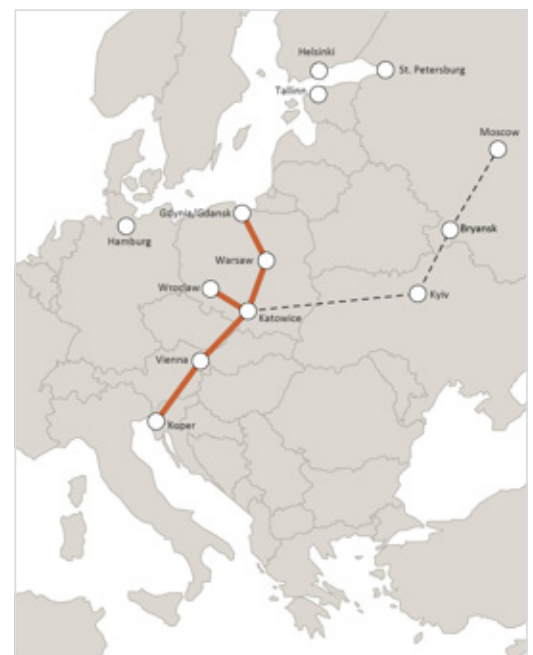 Helsinki
St. Petersburg
Tallinn
Moscow
Gdynia/Gdansk
Hamburg
Bryansk
Warsaw
Wroclaw
Kyiv
Katowice
Vienna
Koper